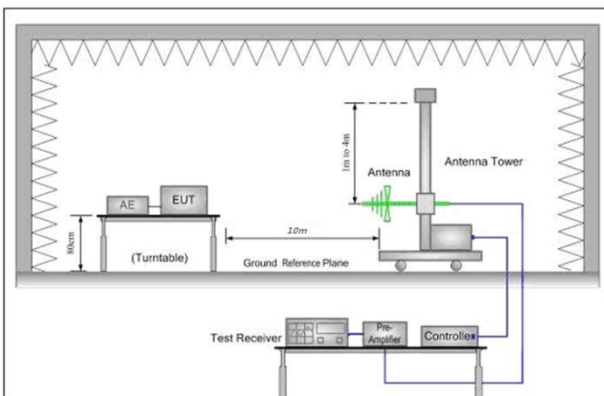 1m to 4m
Antenna
Antenna Tower
AE
EUT
80cm
(Turntable)
10m
Ground Reference Plane
Test Receiver
Pre-
Amplifier
Controller